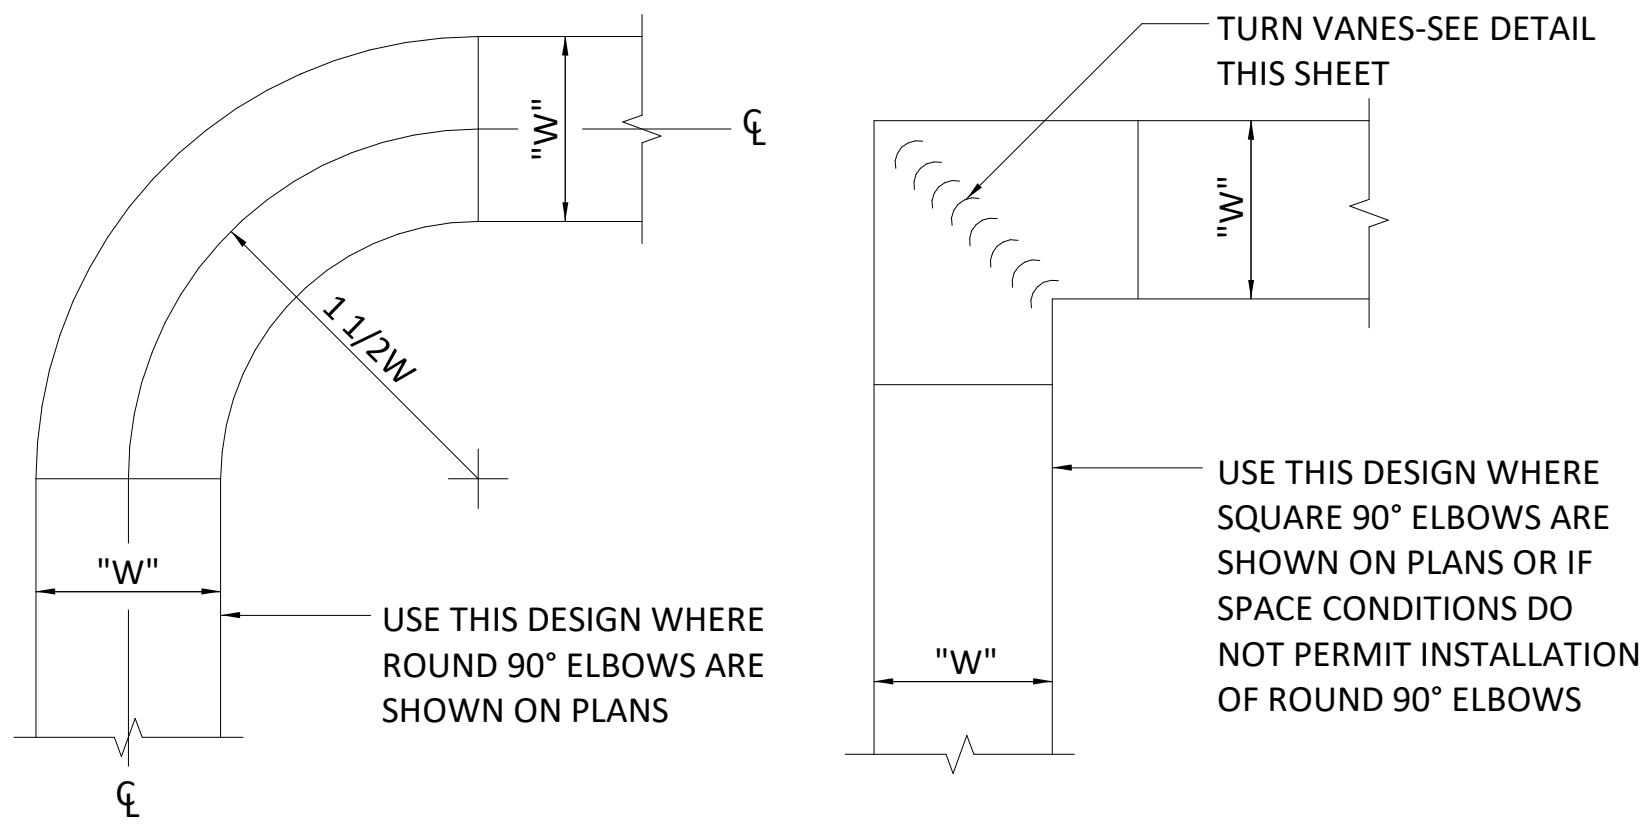 "W"
℄
1 1/2W
"W"
USE THIS DESIGN WHERE
ROUND 90° ELBOWS ARE
SHOWN ON PLANS
℄
TURN VANES-SEE DETAIL
THIS SHEET
"W"
USE THIS DESIGN WHERE
SQUARE 90° ELBOWS ARE
SHOWN ON PLANS OR IF
SPACE CONDITIONS DO
NOT PERMIT INSTALLATION
OF ROUND 90° ELBOWS
"W"